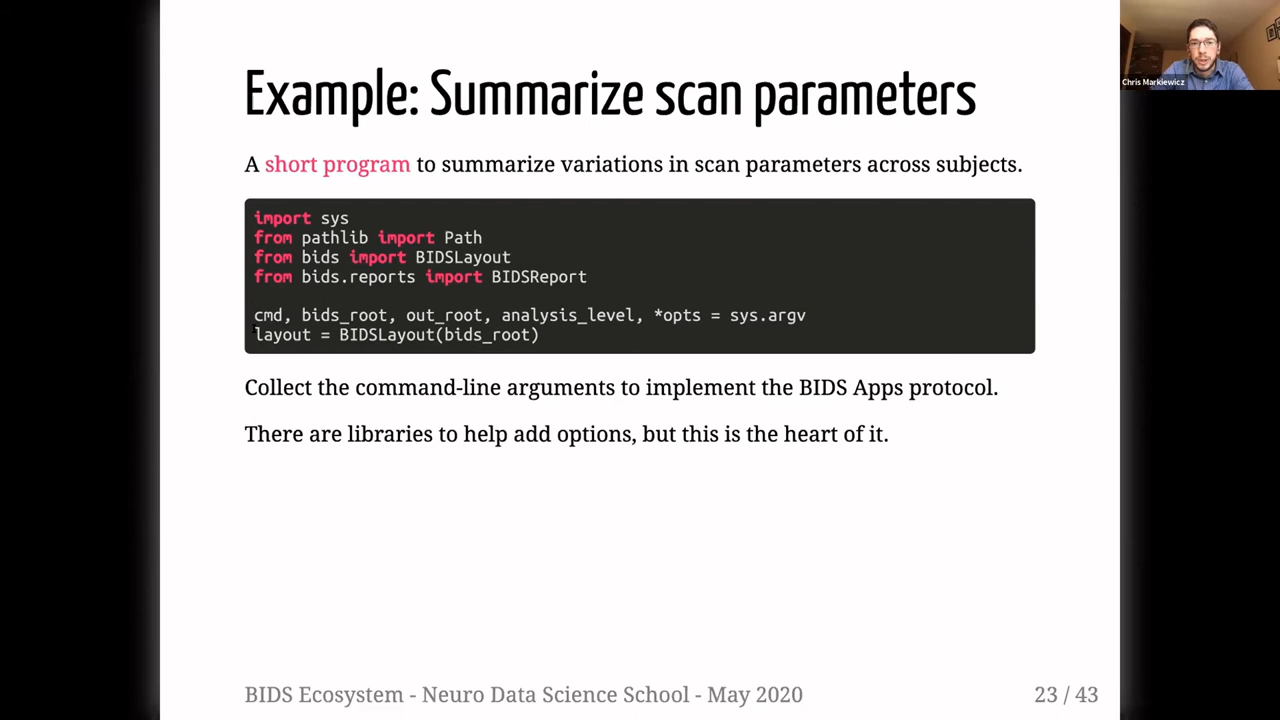 Example: Summarize scan parameters
A short program to summarize variations in scan parameters across subjects.
import sys
from pathlib import Path
from bids import BIDSLayout
from bids.reports import BIDSReport
cmd, bids_root, out_root, analysis_level, *opts = sys.argv
layout = BIDSLayout(bids_root)
Collect the command-line arguments to implement the BIDS Apps protocol.
There are libraries to help add options, but this is the heart of it.
BIDS Ecosystem - Neuro Data Science School - May 2020
23 / 43
Chris Markiewicz